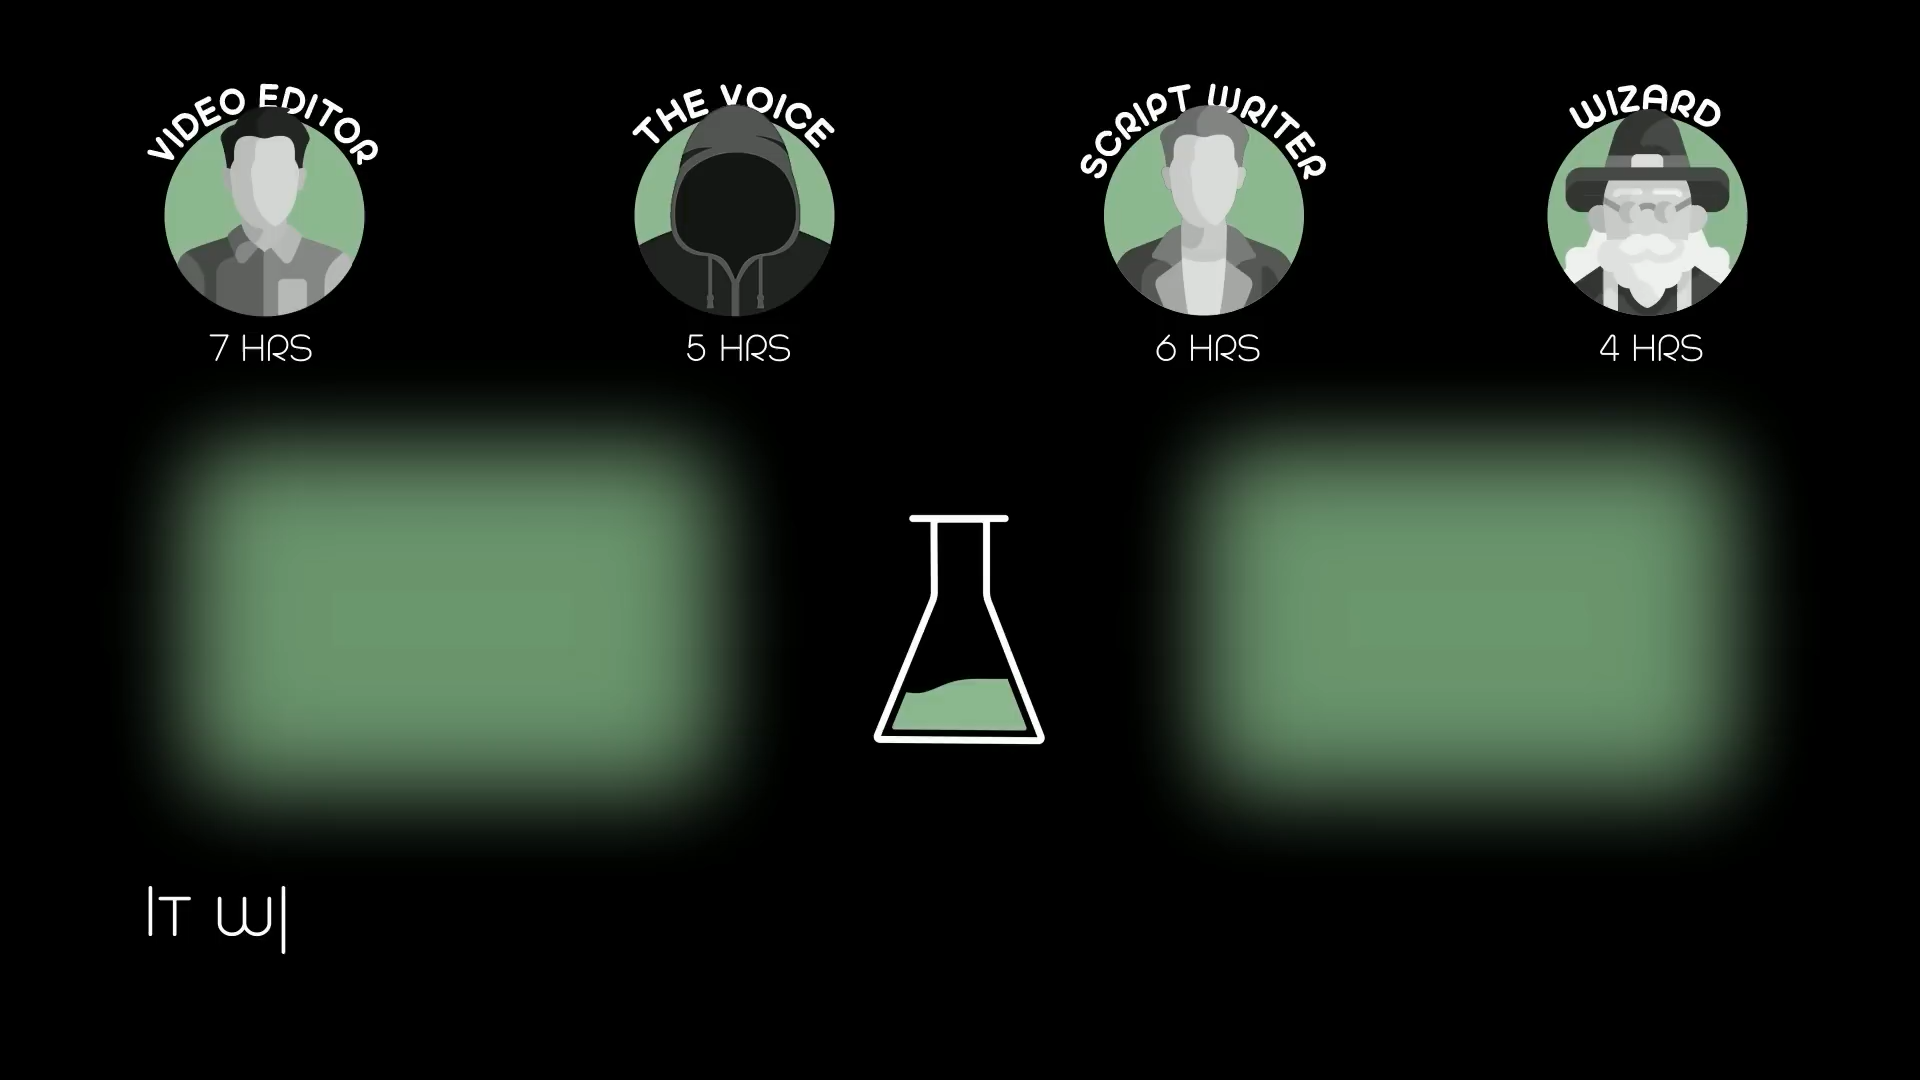 VIDEO EDITOR
THE VOICE
SCRIPT WRITER
WIZARD
7 HRS
5 HRS
6 HRS
4 HRS
IT W